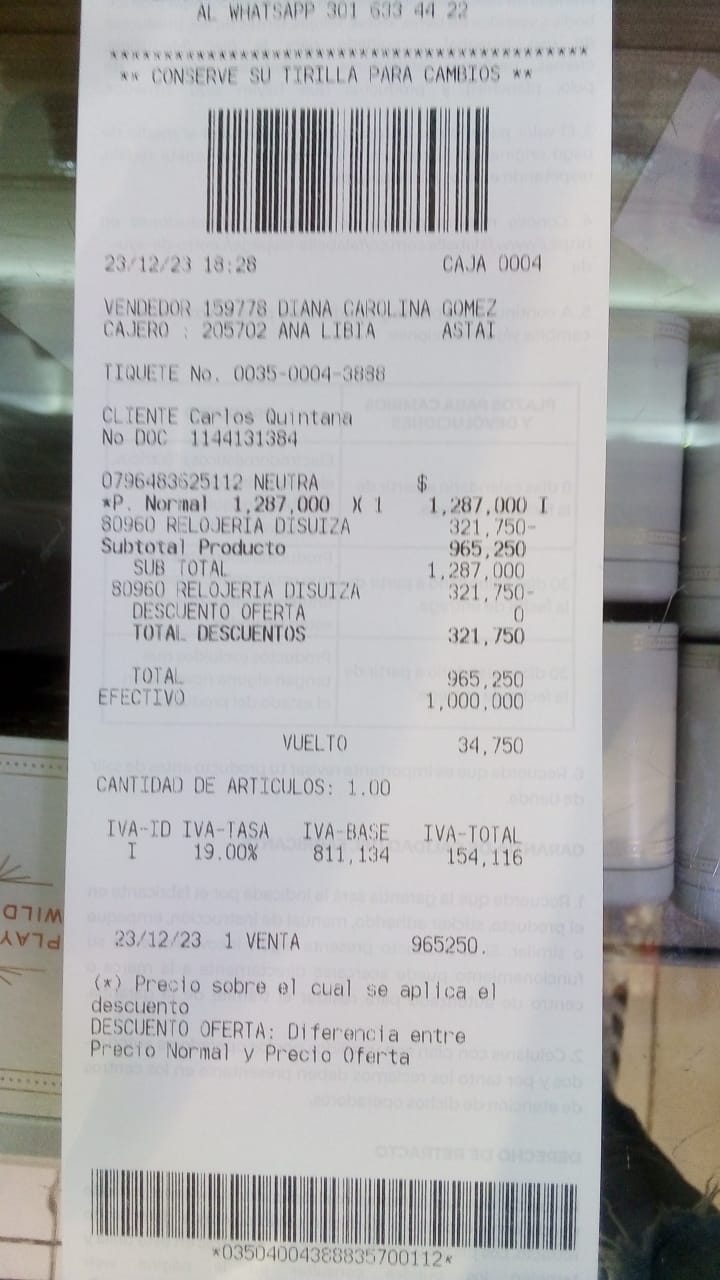 AL WHATSAPP 301 633 44 22
****************************************
** CONSERVE SU TIRILLA PARA CAMBIOS **
23/12/23 18:28 CAJA 0004
VENDEDOR 159778 DIANA CAROLINA GOMEZ
CAJERO : 205702 ANA LIBIA ASTAI
TIQUETE No. 0035-0004-3888
CLIENTE Carlos Quintana
No DOC 1144131384
0796483625112 NEUTRA $
*P. Normal 1,287,000 X 1 1,287,000 I
80960 RELOJERIA DISUIZA 321,750-
Subtotal Producto 965,250
SUB TOTAL 1,287,000
80960 RELOJERIA DISUIZA 321,750-
DESCUENTO OFERTA 0
TOTAL DESCUENTOS 321,750
TOTAL 965,250
EFECTIVO 1,000,000
VUELTO 34,750
CANTIDAD DE ARTICULOS: 1.00
IVA-ID IVA-TASA IVA-BASE IVA-TOTAL
I 19.00% 811,134 154,116
23/12/23 1 VENTA 965250.
(*) Precio sobre el cual se aplica el
descuento
DESCUENTO OFERTA: Diferencia entre
Precio Normal y Precio Oferta
*03504004388835700112*
PLAY
WILD